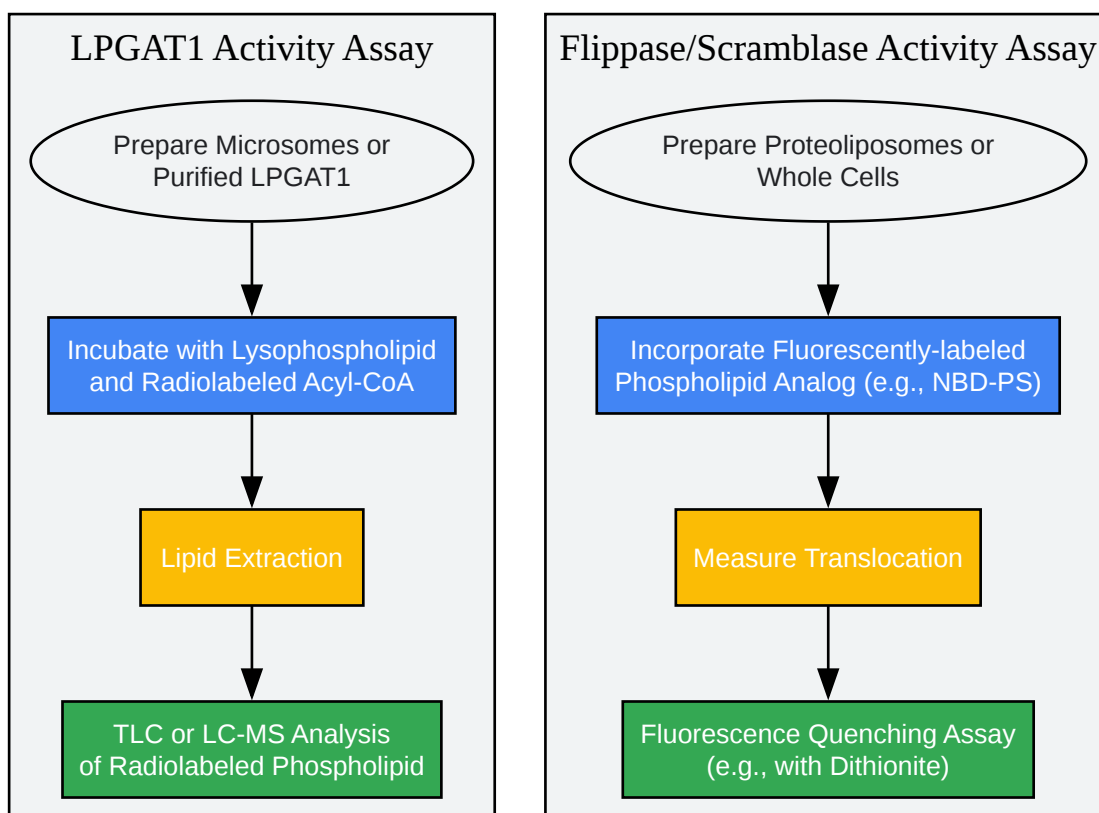 LPGAT1 Activity Assay
Prepare Microsomes or
Purified LPGAT1
Incubate with Lysophospholipid
and Radiolabeled Acyl-CoA
Lipid Extraction
TLC or LC-MS Analysis
of Radiolabeled Phospholipid
Flippase/Scramblase Activity Assay
Prepare Proteoliposomes or
Whole Cells
Incorporate Fluorescently-labeled
Phospholipid Analog (e.g., NBD-PS)
Measure Translocation
Fluorescence Quenching Assay
(e.g., with Dithionite)